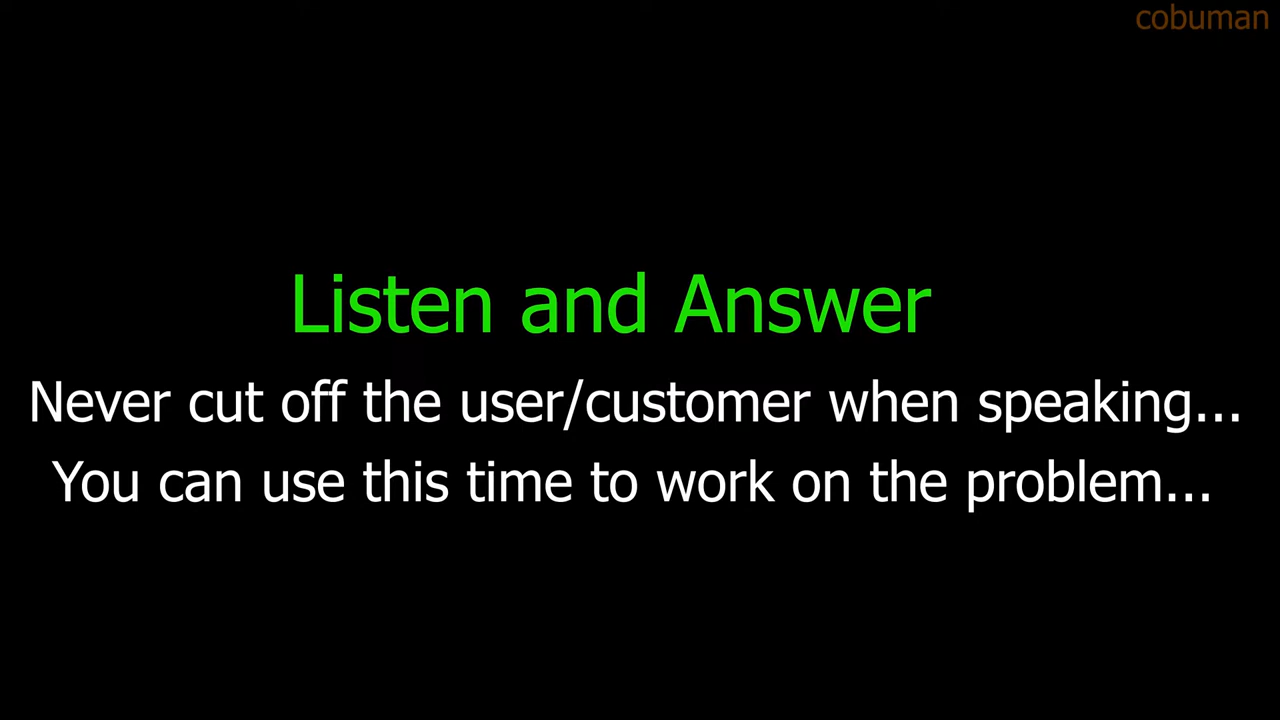 cobuman
Listen and Answer
Never cut off the user/customer when speaking...
You can use this time to work on the problem...